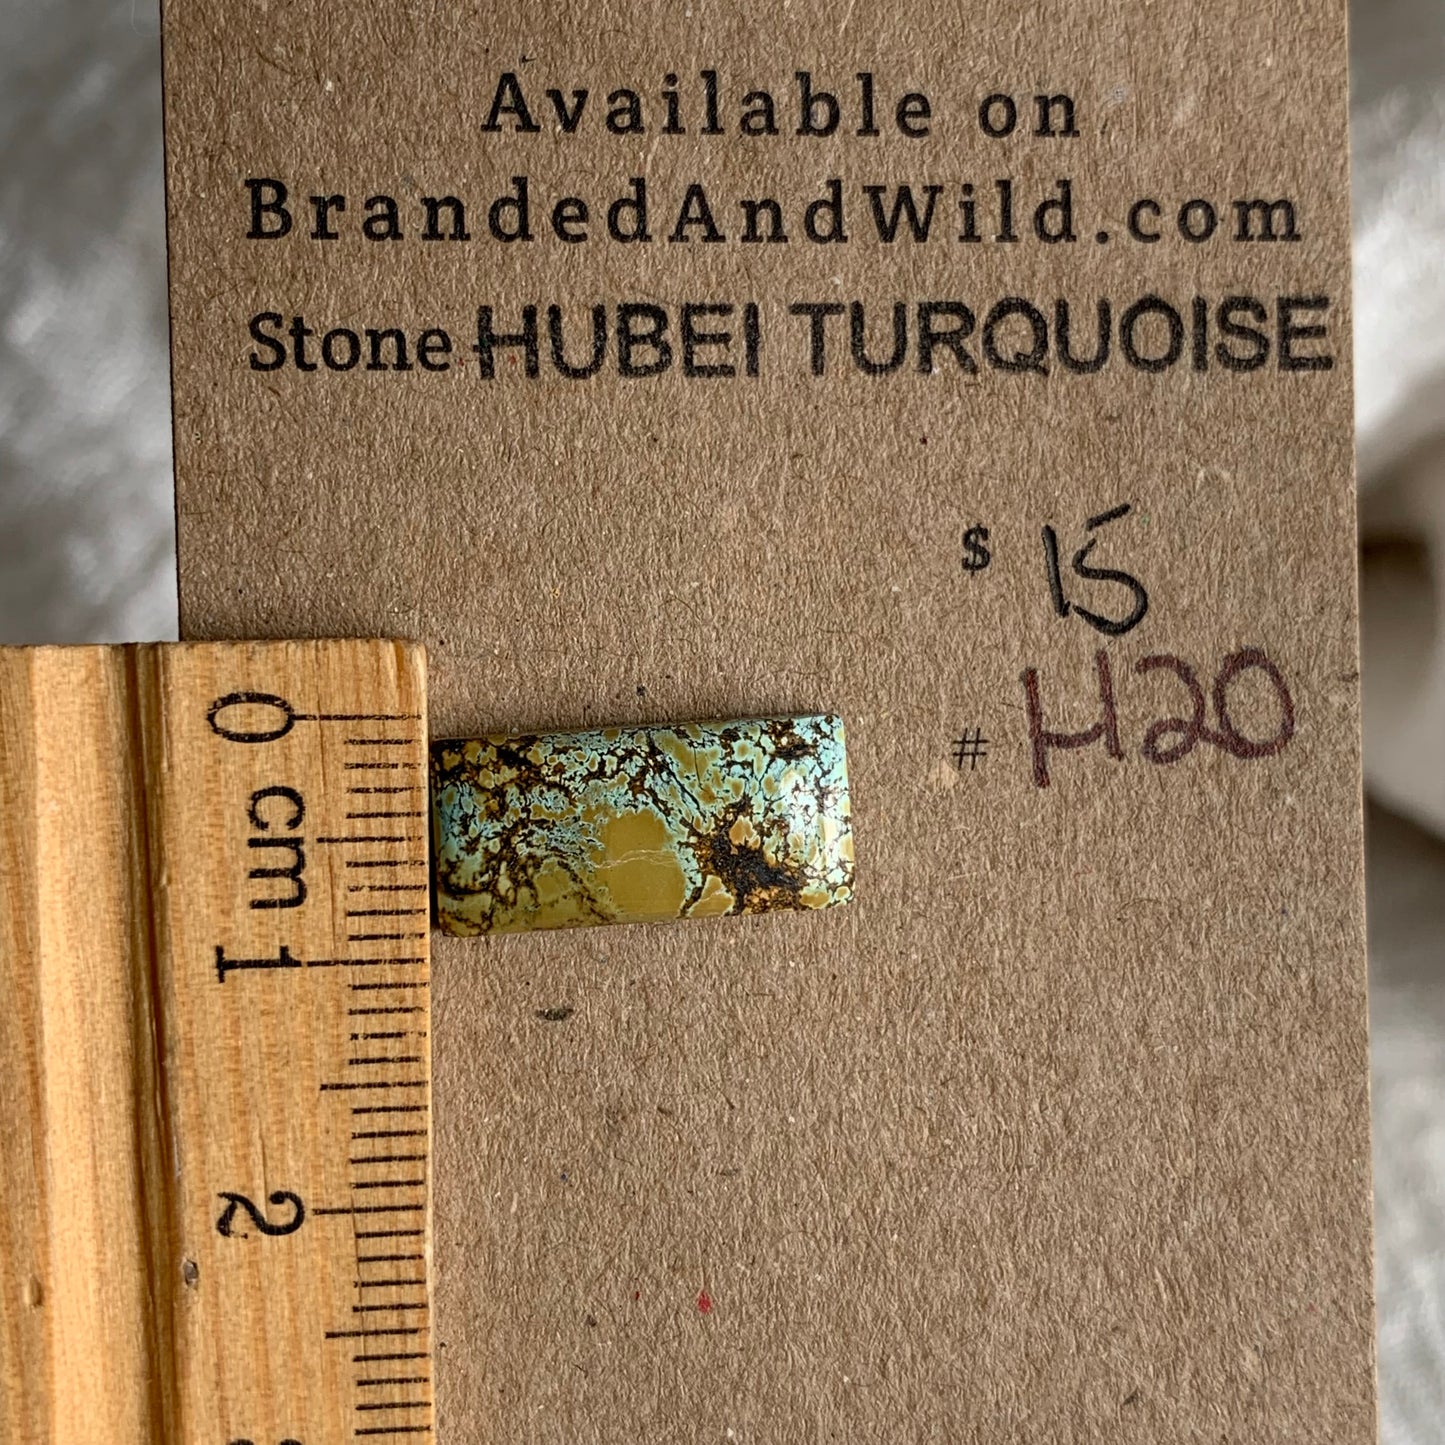 Available on
BrandedAndWild.com
Stone HUBEI TURQUOISE
$ 15
# H20
0 cm 1 2